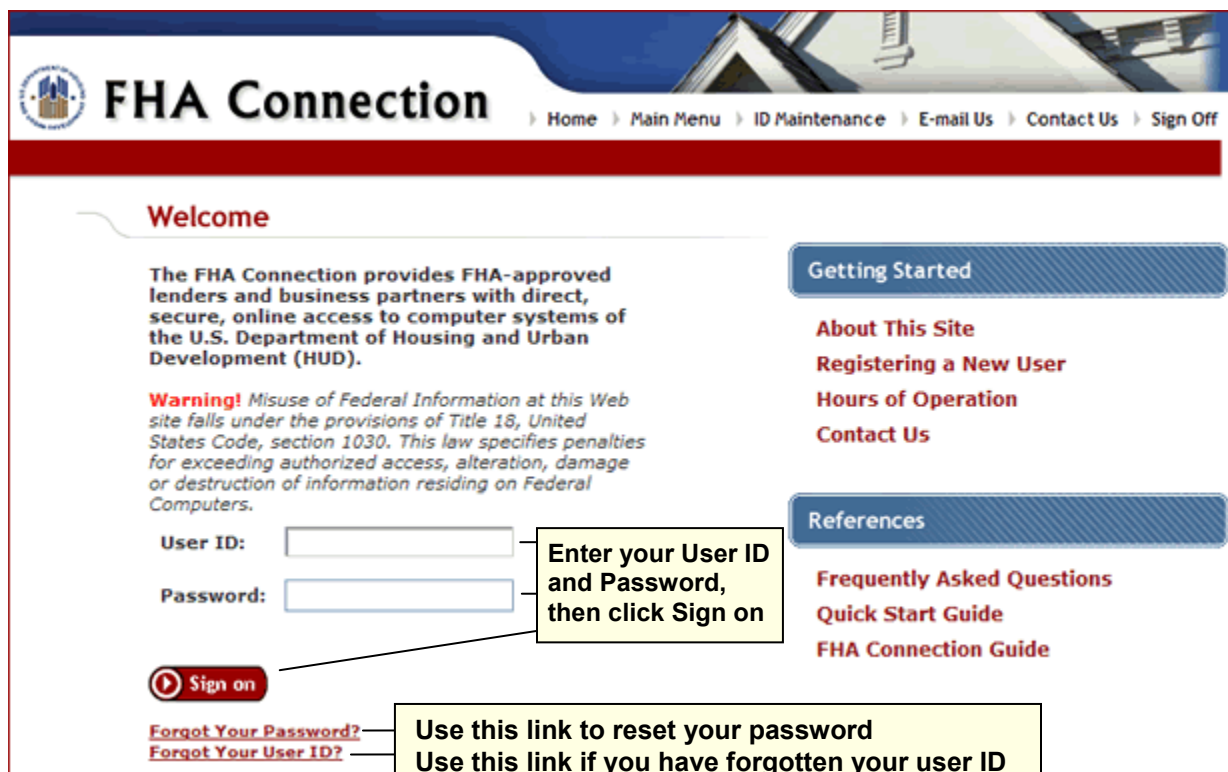 FHA Connection
Home Main Menu ID Maintenance E-mail Us Contact Us Sign Off
Welcome
The FHA Connection provides FHA-approved
lenders and business partners with direct,
secure, online access to computer systems of
the U.S. Department of Housing and Urban
Development (HUD).
Warning! Misuse of Federal Information at this Web
site falls under the provisions of Title 18, United
States Code, section 1030. This law specifies penalties
for exceeding authorized access, alteration, damage
or destruction of information residing on Federal
Computers.
User ID:
Password:
Enter your User ID
and Password,
then click Sign on
Sign on
Forgot Your Password?
Forgot Your User ID?
Use this link to reset your password
Use this link if you have forgotten your user ID
Getting Started
About This Site
Registering a New User
Hours of Operation
Contact Us
References
Frequently Asked Questions
Quick Start Guide
FHA Connection Guide